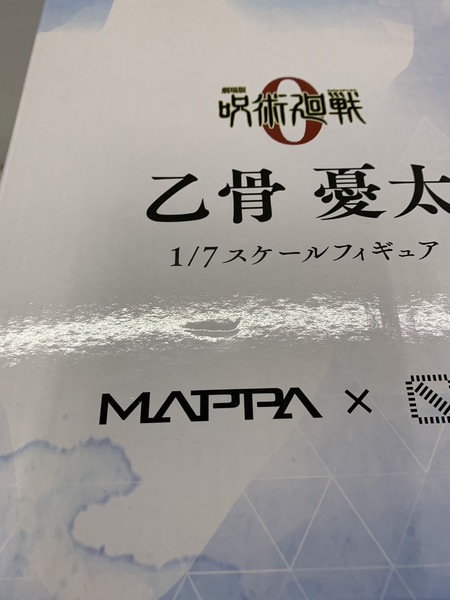 劇場版
呪術廻戦
0
乙骨 憂太
1/7スケールフィギュア
MAPPA ×